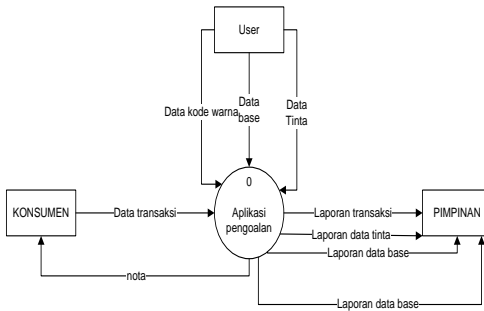 User
Data kode warna
Data
base
Data
Tinta
0
Aplikasi
pengoalan
KONSUMEN
Data transaksi
Laporan transaksi
PIMPINAN
Laporan data tinta
Laporan data base
nota
Laporan data base